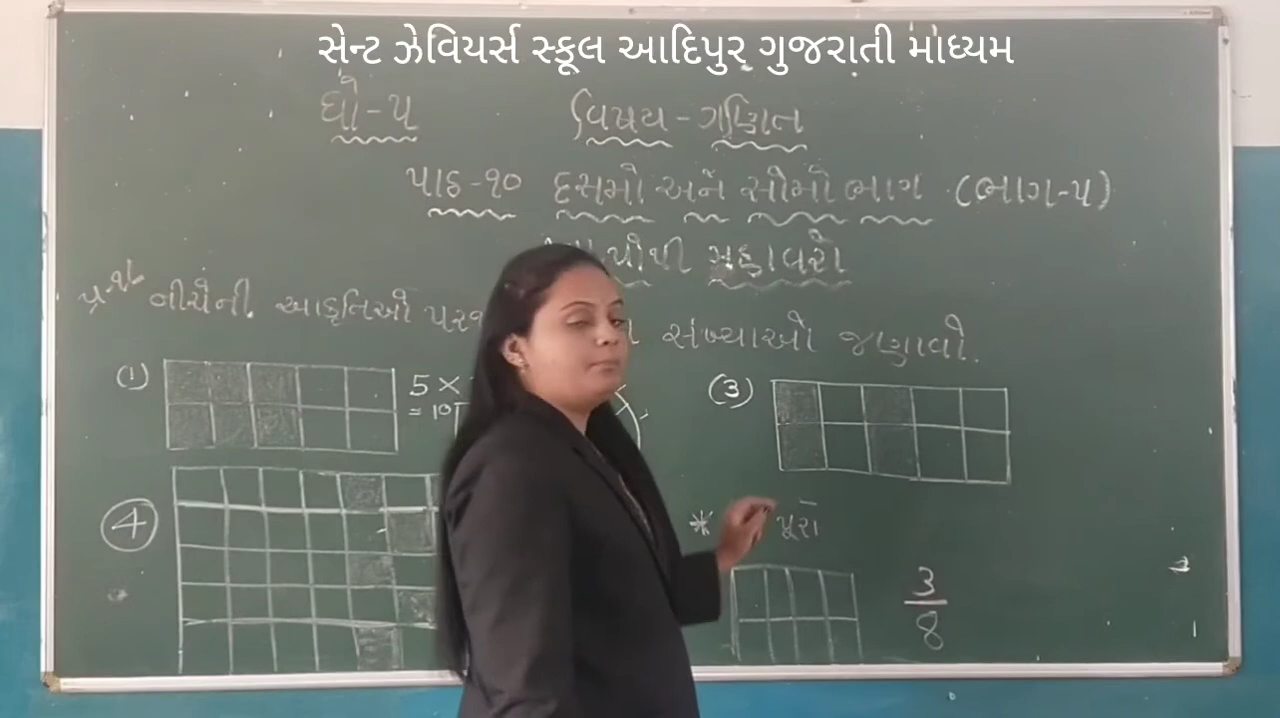 સેન્ટ ઝેવિયર્સ સ્કૂલ આદિપુર ગુજરાતી માધ્યમ
ધો-૫ વિષય - ગણિત
પાઠ-૧૦ દસમો અને સોમો ભાગ (ભાગ-૫)
મહાવરો
નીચેની આકૃતિઓ પર સંખ્યાઓ જણાવો.
(૧) 5 × (3)
= 10
4
* પૂરો
3
8